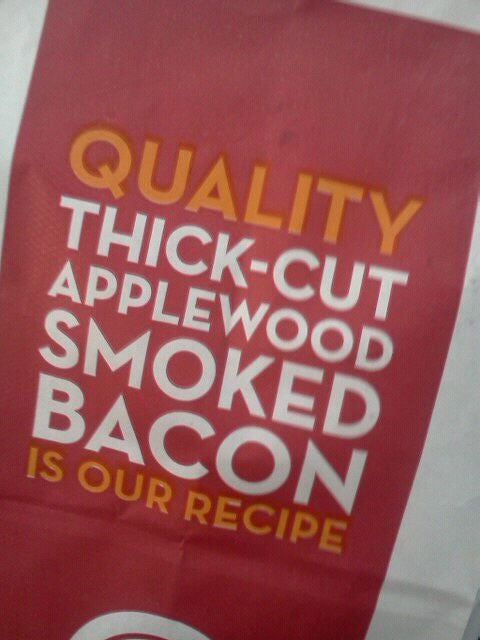 QUALITY
THICK-CUT
APPLEWOOD
SMOKED
BACON
IS OUR RECIPE